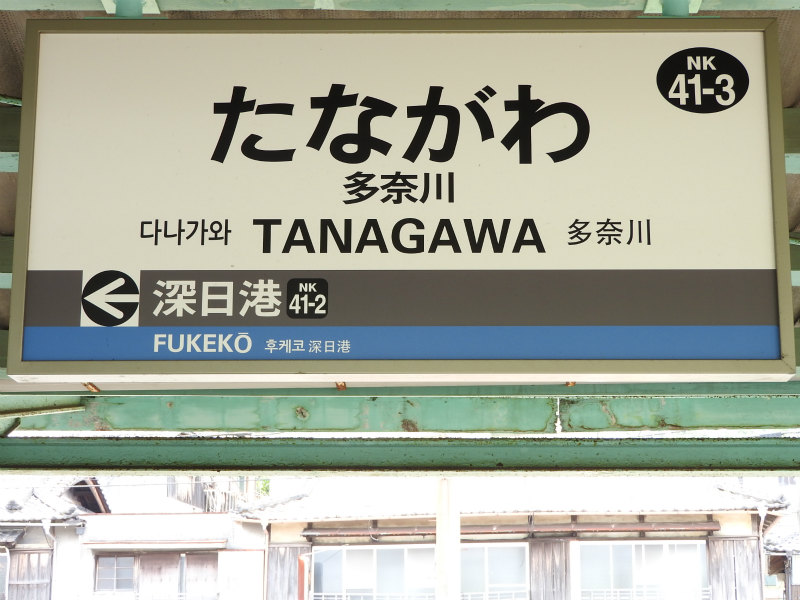 NK
41-3
たながわ
多奈川
다나가와 TANAGAWA 多奈川
深日港 NK 41-2
FUKEKŌ 후케코 深日港